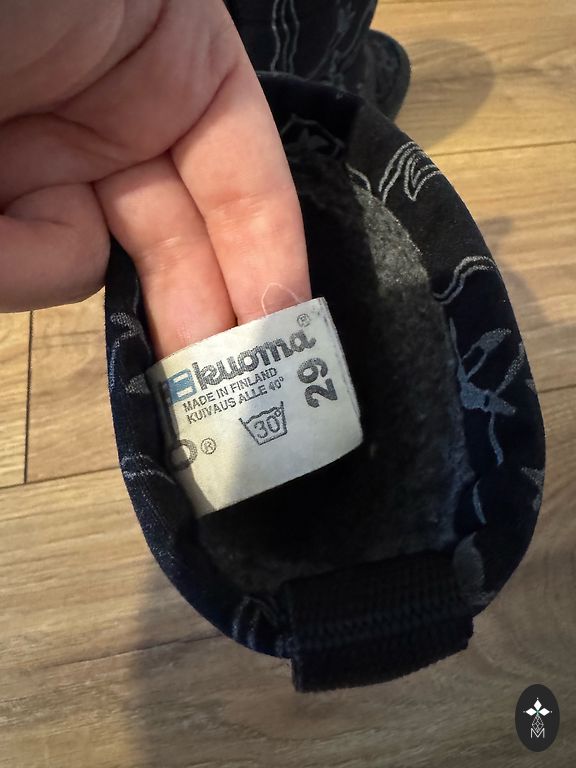 kuoma®
MADE IN FINLAND
KUIVAUS ALLE 40°
30°
29
®
M